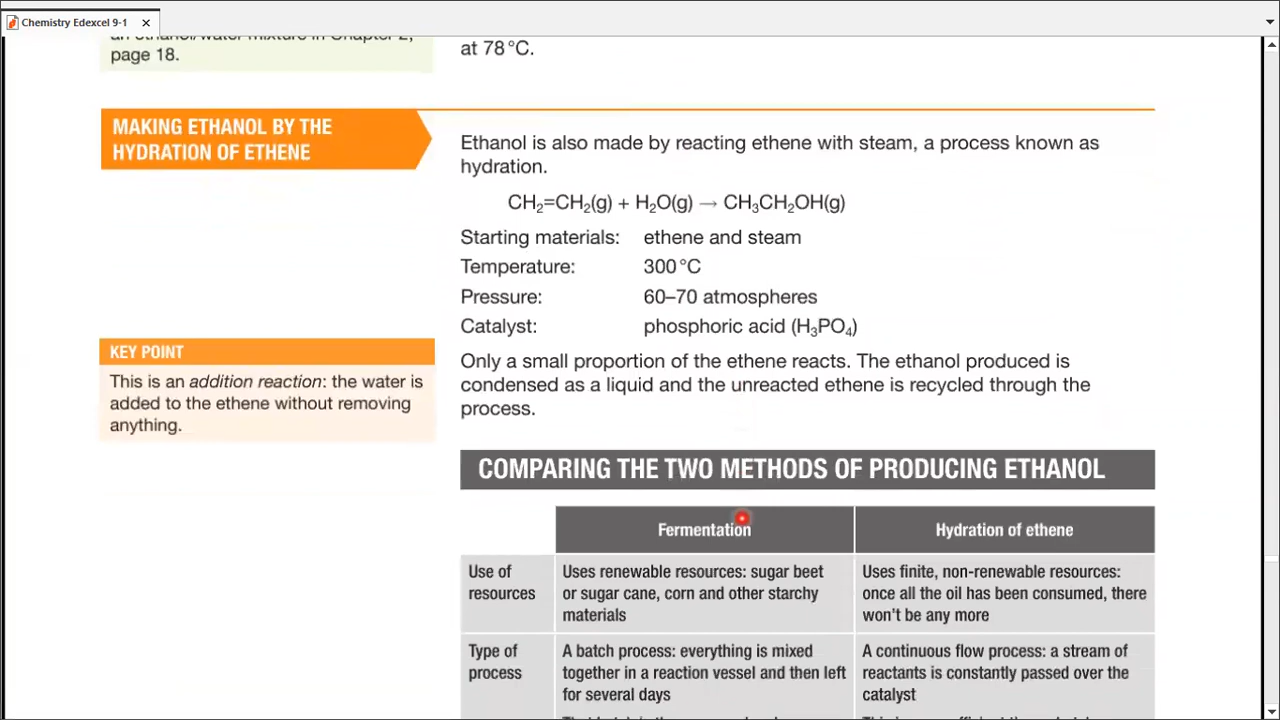 Chemistry Edexcel 9-1
an ethanol/water mixture in Chapter 2,
page 18.
at 78 °C.
MAKING ETHANOL BY THE
HYDRATION OF ETHENE
Ethanol is also made by reacting ethene with steam, a process known as
hydration.
CH₂=CH₂(g) + H₂O(g) → CH₃CH₂OH(g)
Starting materials: ethene and steam
Temperature: 300 °C
Pressure: 60–70 atmospheres
Catalyst: phosphoric acid (H₃PO₄)
KEY POINT
This is an addition reaction: the water is
added to the ethene without removing
anything.
Only a small proportion of the ethene reacts. The ethanol produced is
condensed as a liquid and the unreacted ethene is recycled through the
process.
COMPARING THE TWO METHODS OF PRODUCING ETHANOL
Fermentation Hydration of ethene
Use of
resources
Uses renewable resources: sugar beet
or sugar cane, corn and other starchy
materials
Uses finite, non-renewable resources:
once all the oil has been consumed, there
won't be any more
Type of
process
A batch process: everything is mixed
together in a reaction vessel and then left
for several days
A continuous flow process: a stream of
reactants is constantly passed over the
catalyst